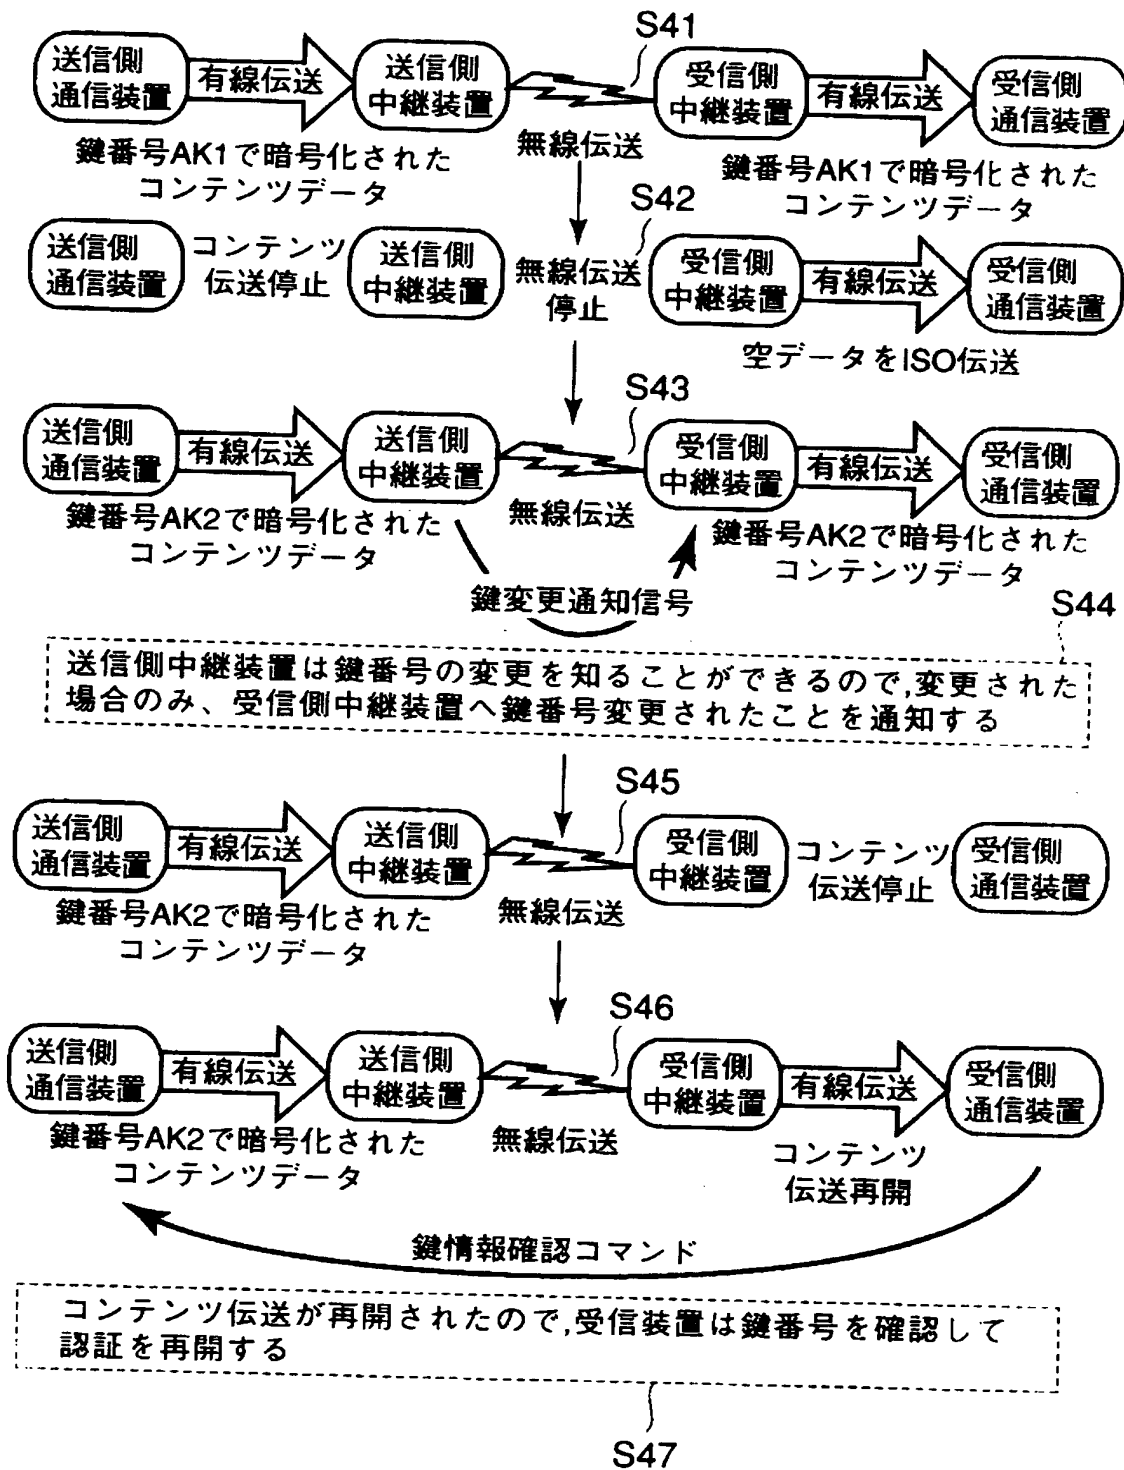 S41
送信側
通信装置
有線伝送
送信側
中継装置
無線伝送
受信側
中継装置
有線伝送
受信側
通信装置
鍵番号AK1で暗号化された
コンテンツデータ
鍵番号AK1で暗号化された
コンテンツデータ
S42
送信側
通信装置
コンテンツ
伝送停止
送信側
中継装置
無線伝送
停止
受信側
中継装置
有線伝送
受信側
通信装置
空データをISO伝送
S43
送信側
通信装置
有線伝送
送信側
中継装置
無線伝送
受信側
中継装置
有線伝送
受信側
通信装置
鍵番号AK2で暗号化された
コンテンツデータ
鍵番号AK2で暗号化された
コンテンツデータ
鍵変更通知信号
S44
送信側中継装置は鍵番号の変更を知ることができるので,変更された
場合のみ、受信側中継装置へ鍵番号変更されたことを通知する
S45
送信側
通信装置
有線伝送
送信側
中継装置
無線伝送
受信側
中継装置
コンテンツ
伝送停止
受信側
通信装置
鍵番号AK2で暗号化された
コンテンツデータ
S46
送信側
通信装置
有線伝送
送信側
中継装置
無線伝送
受信側
中継装置
有線伝送
受信側
通信装置
鍵番号AK2で暗号化された
コンテンツデータ
コンテンツ
伝送再開
鍵情報確認コマンド
コンテンツ伝送が再開されたので,受信装置は鍵番号を確認して
認証を再開する
S47